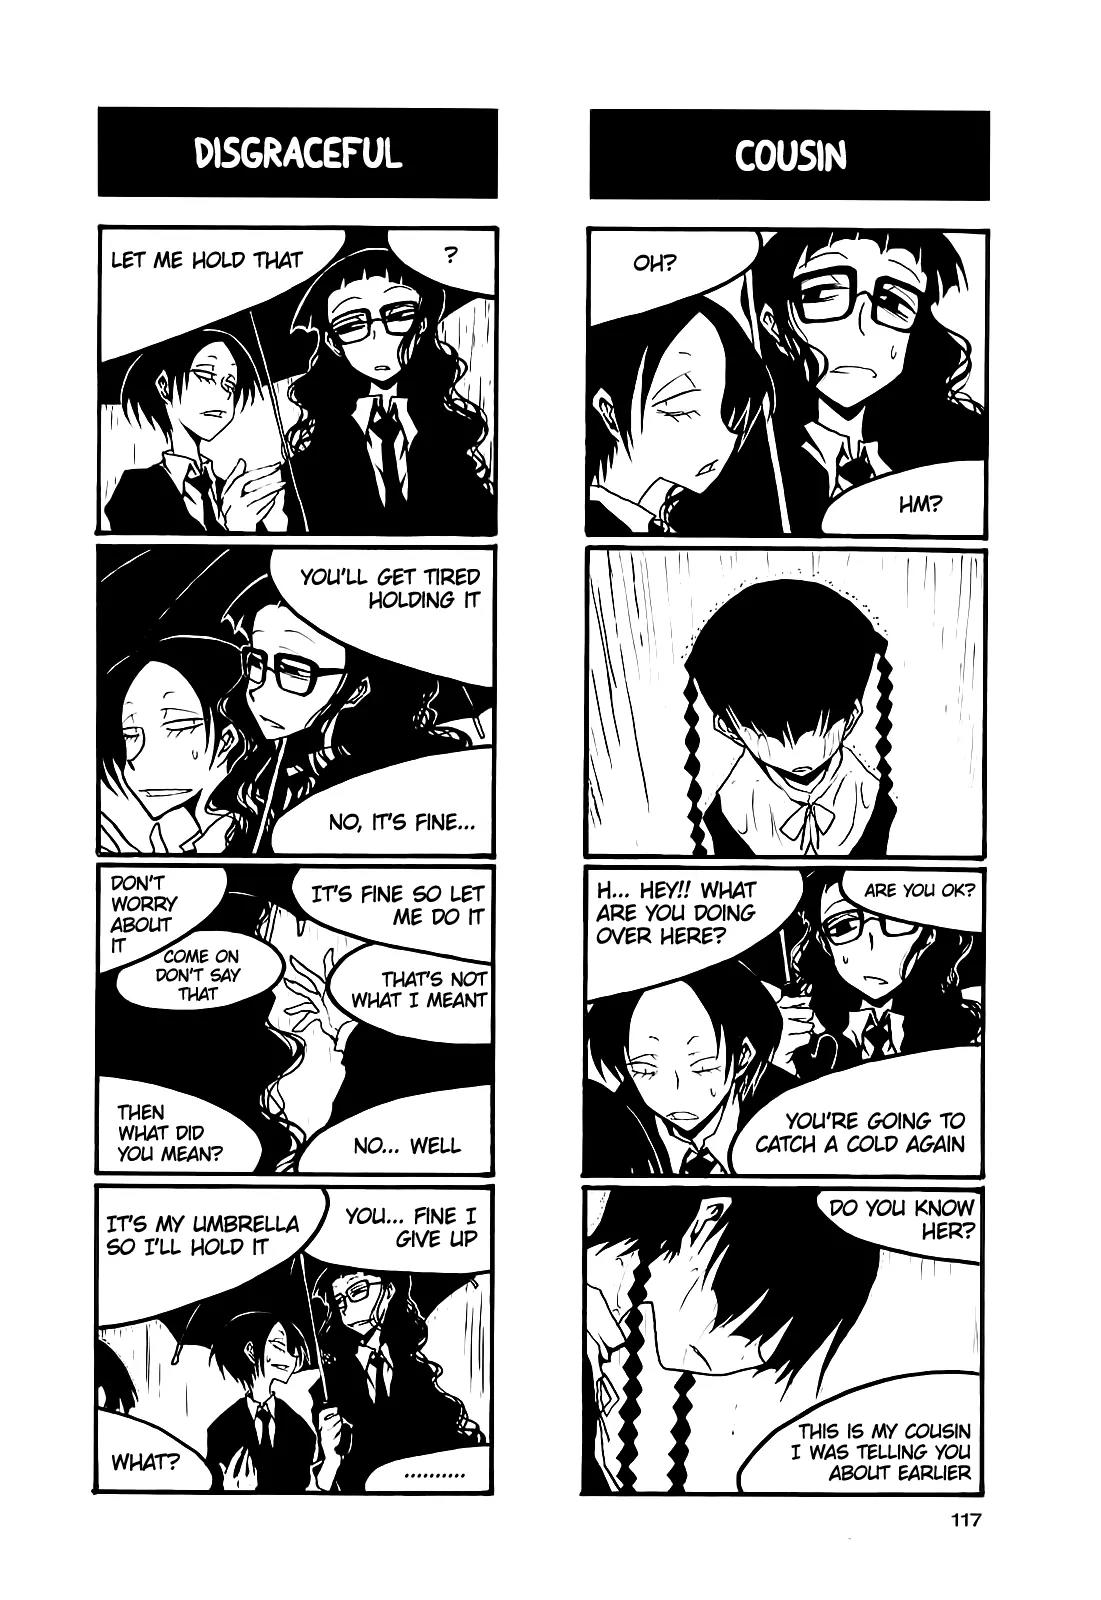 COUSIN
OH?
HM?
H... HEY!! WHAT
ARE YOU DOING
OVER HERE?
ARE YOU OK?
YOU'RE GOING TO
CATCH A COLD AGAIN
DO YOU KNOW
HER?
THIS IS MY COUSIN
I WAS TELLING YOU
ABOUT EARLIER
DISGRACEFUL
LET ME HOLD THAT
?
YOU'LL GET TIRED
HOLDING IT
NO, IT'S FINE...
IT'S FINE SO LET
ME DO IT
DON'T
WORRY
ABOUT
IT
THAT'S NOT
WHAT I MEANT
COME ON
DON'T SAY
THAT
NO... WELL
THEN
WHAT DID
YOU MEAN?
YOU... FINE I
GIVE UP
IT'S MY UMBRELLA
SO I'LL HOLD IT
..........
WHAT?
117